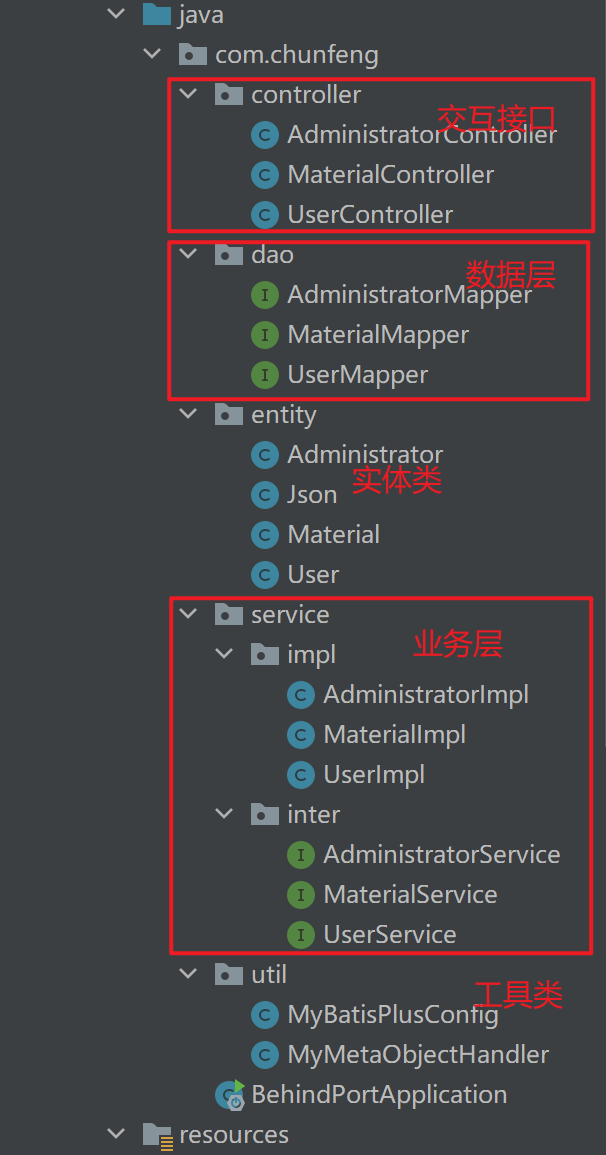 java
com.chunfeng
controller
交互接口
AdministratorController
MaterialController
UserController
dao
数据层
AdministratorMapper
MaterialMapper
UserMapper
entity
Administrator
实体类
Json
Material
User
service
业务层
impl
AdministratorImpl
MaterialImpl
UserImpl
inter
AdministratorService
MaterialService
UserService
util
工具类
MyBatisPlusConfig
MyMetaObjectHandler
BehindPortApplication
resources